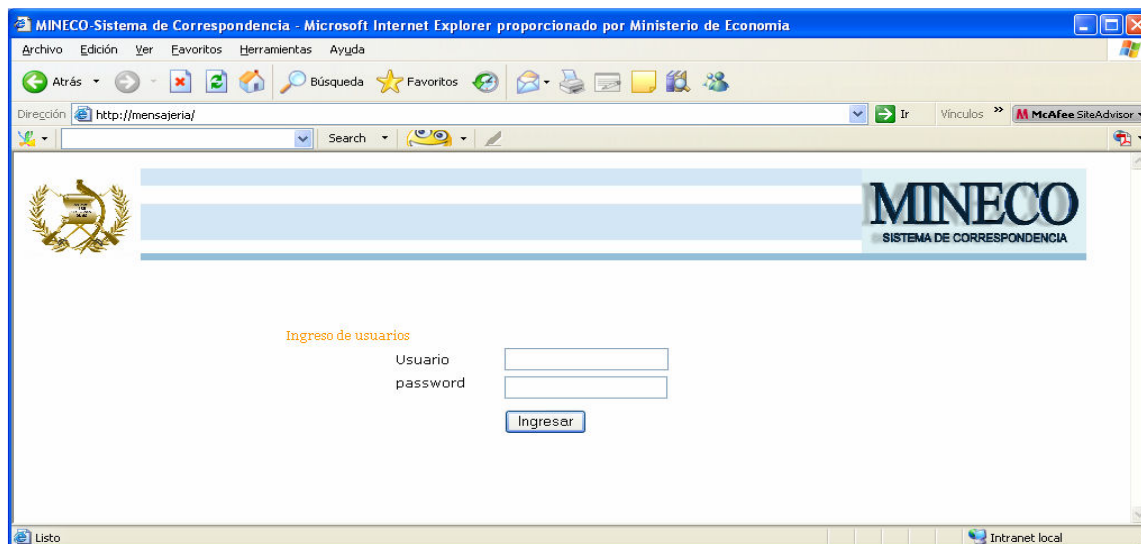 MINECO-Sistema de Correspondencia - Microsoft Internet Explorer proporcionado por Ministerio de Economia
Archivo Edición Ver Favoritos Herramientas Ayuda
Atrás Búsqueda Favoritos
Dirección http://mensajeria/ Ir Vínculos » McAfee SiteAdvisor
Search
MINECO
SISTEMA DE CORRESPONDENCIA
Ingreso de usuarios
Usuario
password
Ingresar
Listo Intranet local